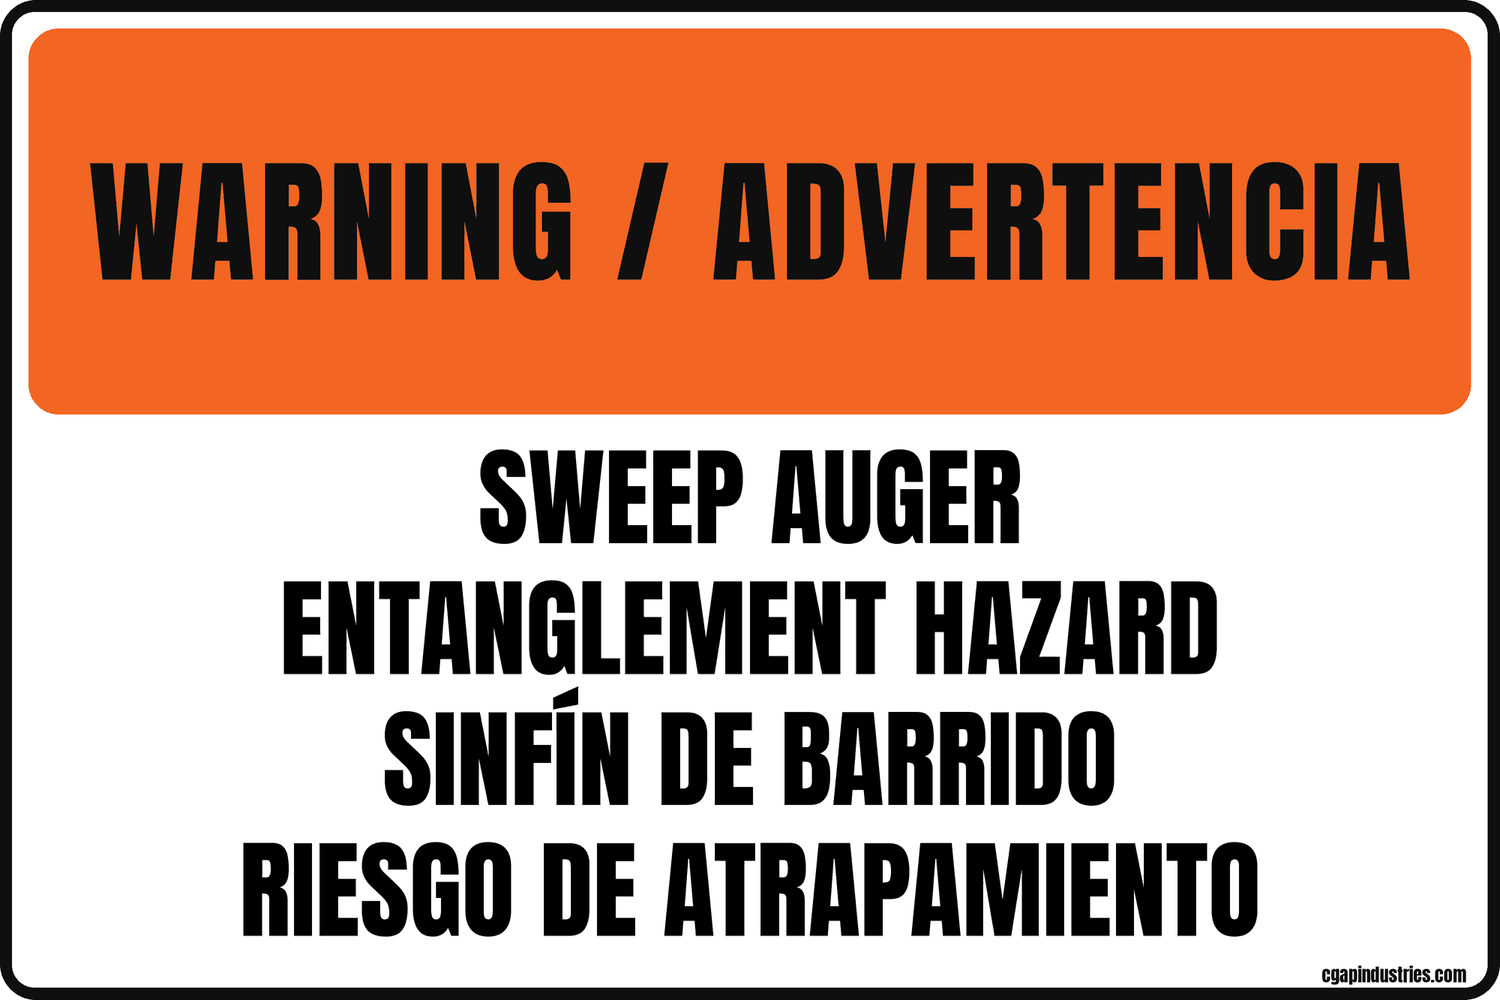 WARNING / ADVERTENCIA
SWEEP AUGER
ENTANGLEMENT HAZARD
SINFÍN DE BARRIDO
RIESGO DE ATRAPAMIENTO
cgapindustries.com